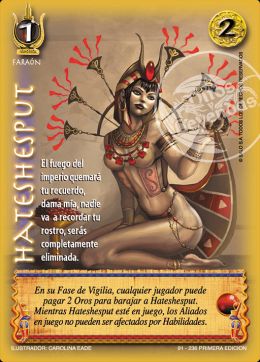 1
2
FARAÓN
HATESHESPUT
El fuego del
imperio quemará
tu recuerdo,
dama mía, nadie
va a recordar tu
rostro, serás
completamente
eliminada.
En su Fase de Vigilia, cualquier jugador puede
pagar 2 Oros para barajar a Hateshesput.
Mientras Hateshesput esté en juego, los Aliados
en juego no pueden ser afectados por Habilidades.
ILUSTRADOR: CAROLINA EADE
91 - 236 PRIMERA EDICION